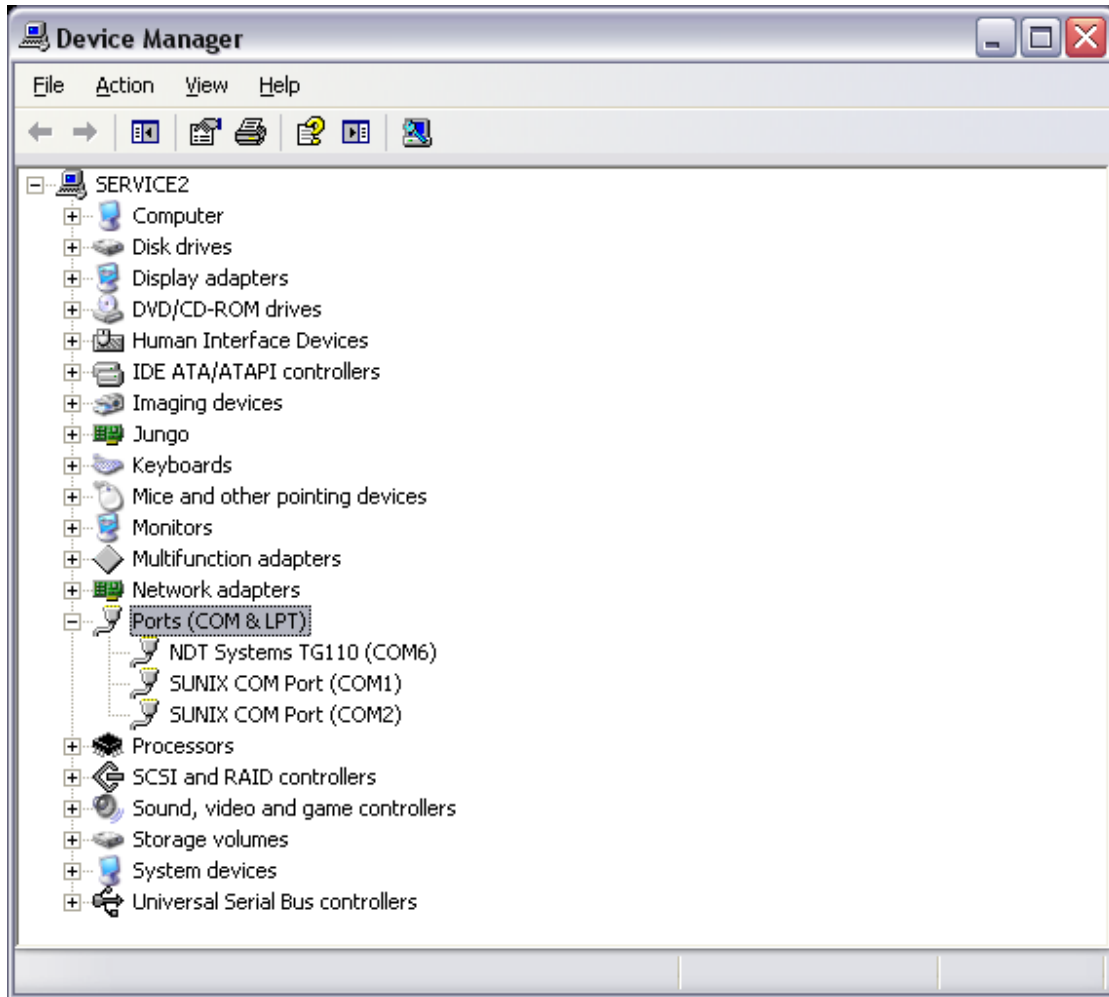 Device Manager
File Action View Help
SERVICE2
Computer
Disk drives
Display adapters
DVD/CD-ROM drives
Human Interface Devices
IDE ATA/ATAPI controllers
Imaging devices
Jungo
Keyboards
Mice and other pointing devices
Monitors
Multifunction adapters
Network adapters
Ports (COM & LPT)
NDT Systems TG110 (COM6)
SUNIX COM Port (COM1)
SUNIX COM Port (COM2)
Processors
SCSI and RAID controllers
Sound, video and game controllers
Storage volumes
System devices
Universal Serial Bus controllers